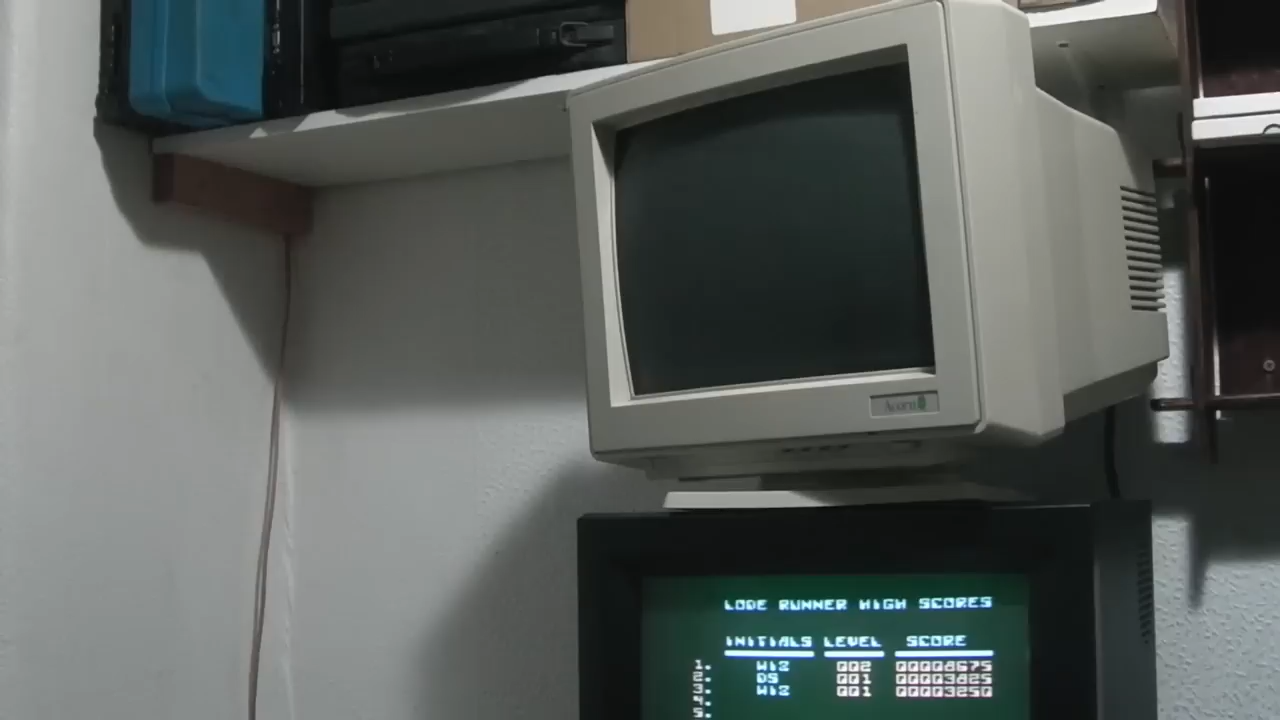 Acorn
LODE RUNNER HIGH SCORES
INITIALS LEVEL SCORE
1. WIZ 002 00008675
2. DS 001 00003825
3. WIZ 001 00003250
4.
5.